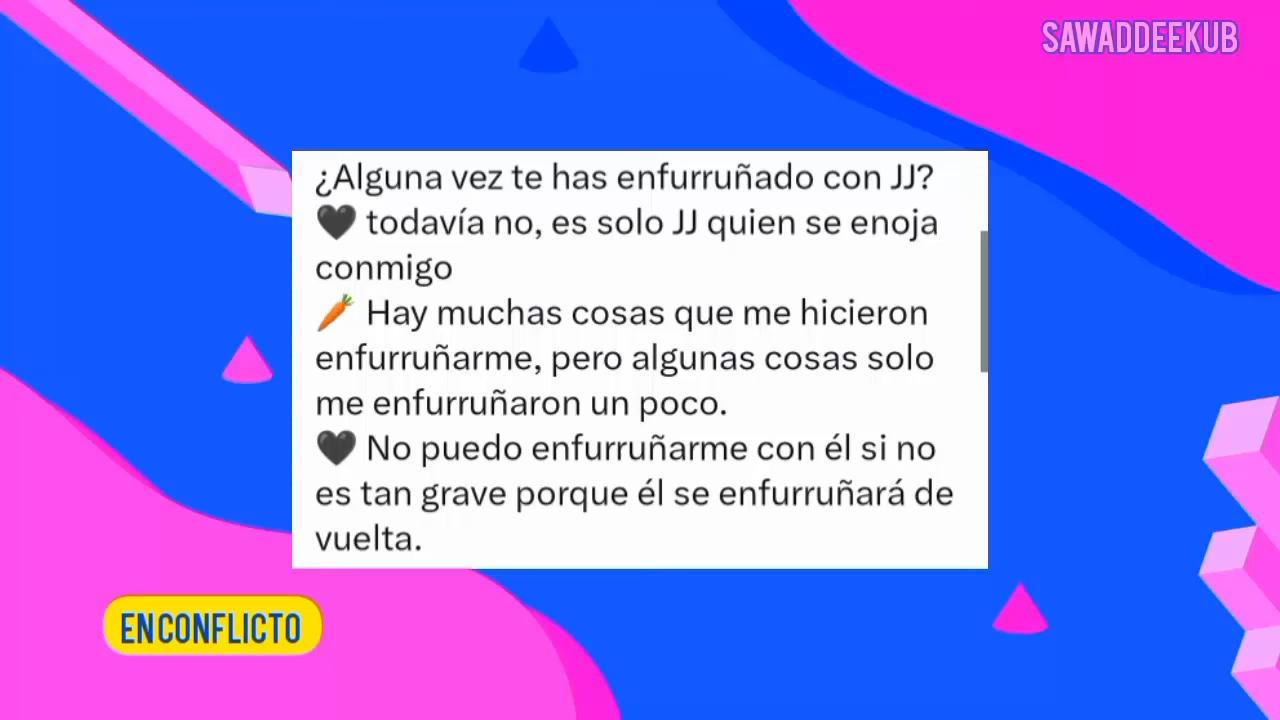 SAWADDEEKUB
¿Alguna vez te has enfurruñado con JJ?
🖤 todavía no, es solo JJ quien se enoja
conmigo
🥕 Hay muchas cosas que me hicieron
enfurruñarme, pero algunas cosas solo
me enfurruñaron un poco.
🖤 No puedo enfurruñarme con él si no
es tan grave porque él se enfurruñará de
vuelta.
EN CONFLICTO